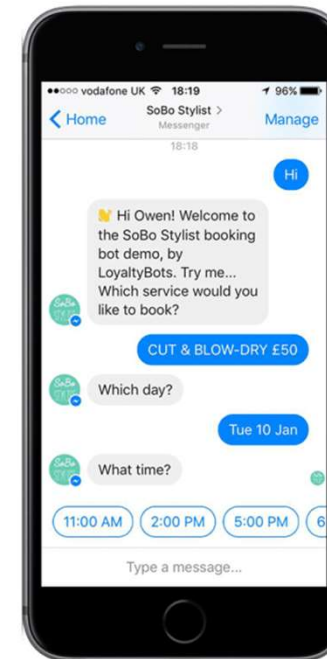 vodafone UK 18:19 96%
Home SoBo Stylist > Manage
Messenger
18:18
Hi
👋 Hi Owen! Welcome to
the SoBo Stylist booking
bot demo, by
LoyaltyBots. Try me...
Which service would you
like to book?
CUT & BLOW-DRY £50
Which day?
Tue 10 Jan
What time?
11:00 AM 2:00 PM 5:00 PM 6
Type a message...